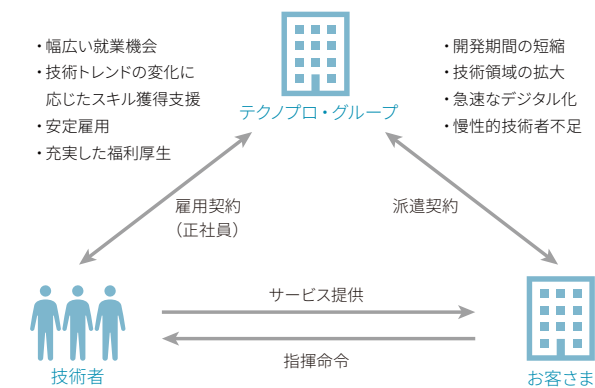 ・幅広い就業機会
・技術トレンドの変化に
応じたスキル獲得支援
・安定雇用
・充実した福利厚生
・開発期間の短縮
・技術領域の拡大
・急速なデジタル化
・慢性的技術者不足
テクノプロ・グループ
雇用契約
（正社員）
派遣契約
サービス提供
指揮命令
技術者
お客さま